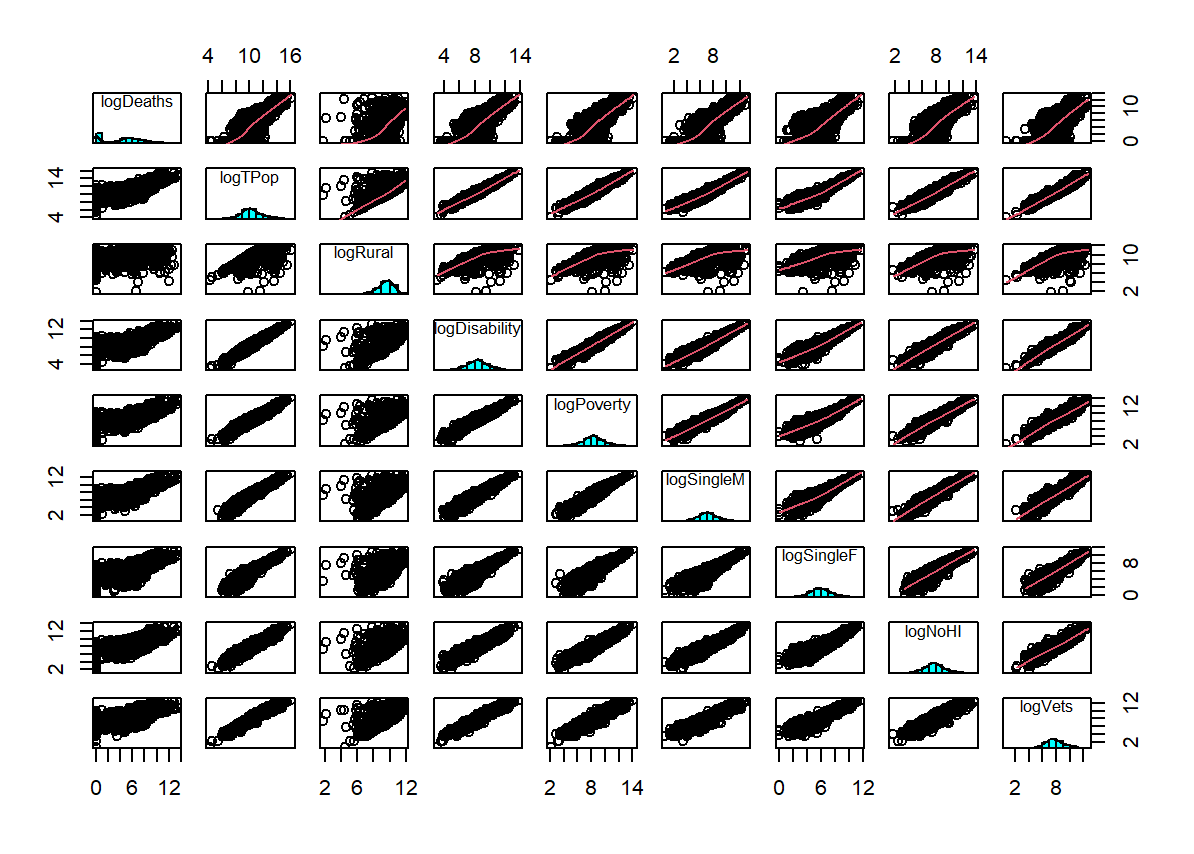 4 10 16 4 8 14 2 8 2 8 14
logDeaths
0 10
4 14
logTPop
logRural
2 10
4 12
logDisability
logPoverty
2 12
2 12
logSingleM
logSingleF
0 8
2 12
logNoHI
logVets
2 12
0 6 12 2 6 12 2 8 14 0 6 12 2 8